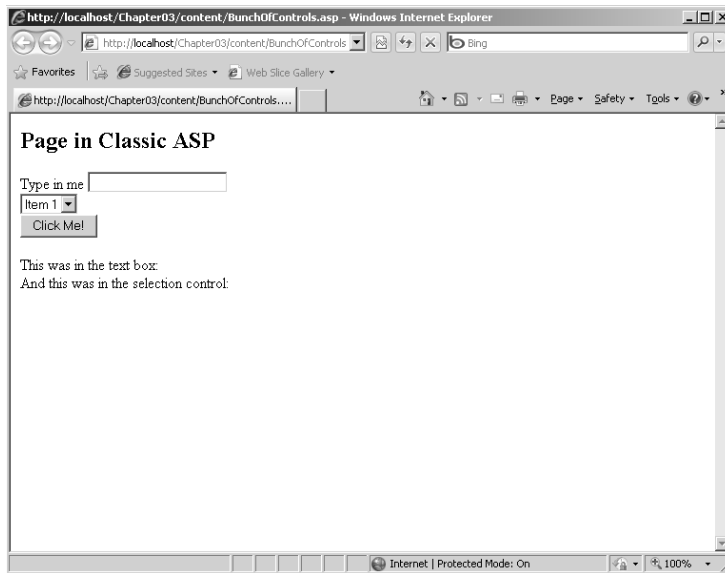 http://localhost/Chapter03/content/BunchOfControls.asp - Windows Internet Explorer
http://localhost/Chapter03/content/BunchOfControls
Bing
Favorites
Suggested Sites
Web Slice Gallery
http://localhost/Chapter03/content/BunchOfControls....
Page
Safety
Tools
Page in Classic ASP
Type in me
Item 1
Click Me!
This was in the text box:
And this was in the selection control:
Internet | Protected Mode: On
100%